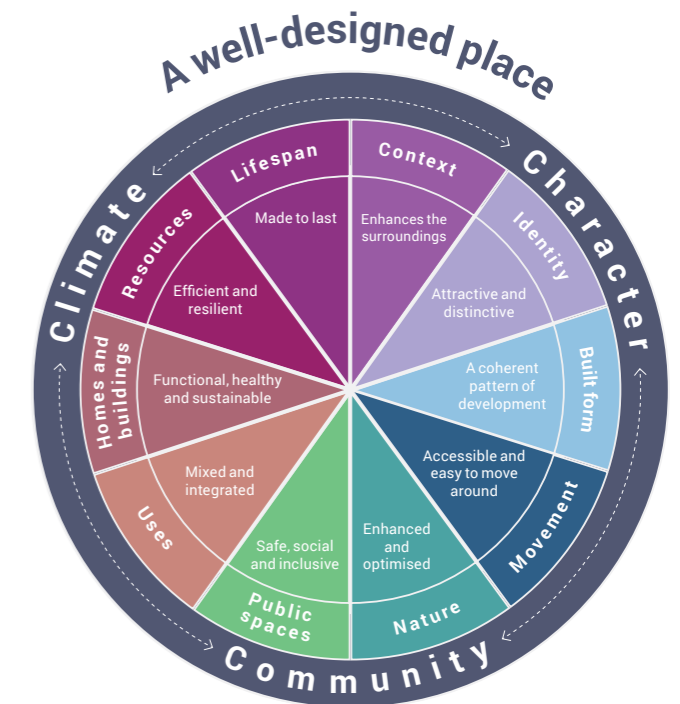 A well-designed place
Climate
Character
Community
Context
Enhances the
surroundings
Identity
Attractive and
distinctive
Built form
A coherent
pattern of
development
Movement
Accessible and
easy to move
around
Nature
Enhanced
and
optimised
Public
spaces
Safe, social
and inclusive
Uses
Mixed and
integrated
Homes and
buildings
Functional, healthy
and sustainable
Resources
Efficient and
resilient
Lifespan
Made to last